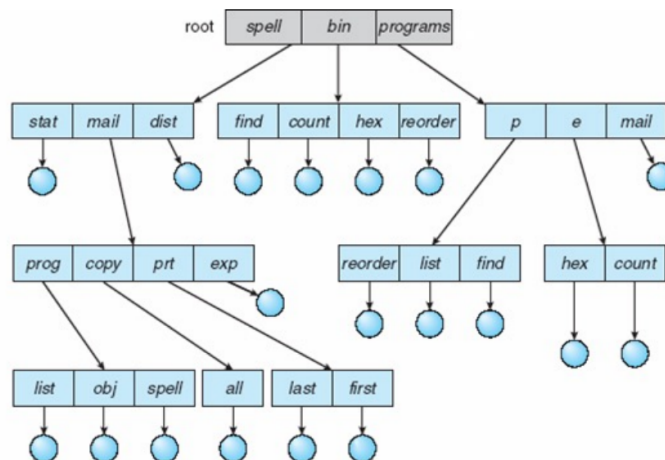 root spell bin programs
stat mail dist find count hex reorder p e mail
prog copy prt exp reorder list find hex count
list obj spell all last first